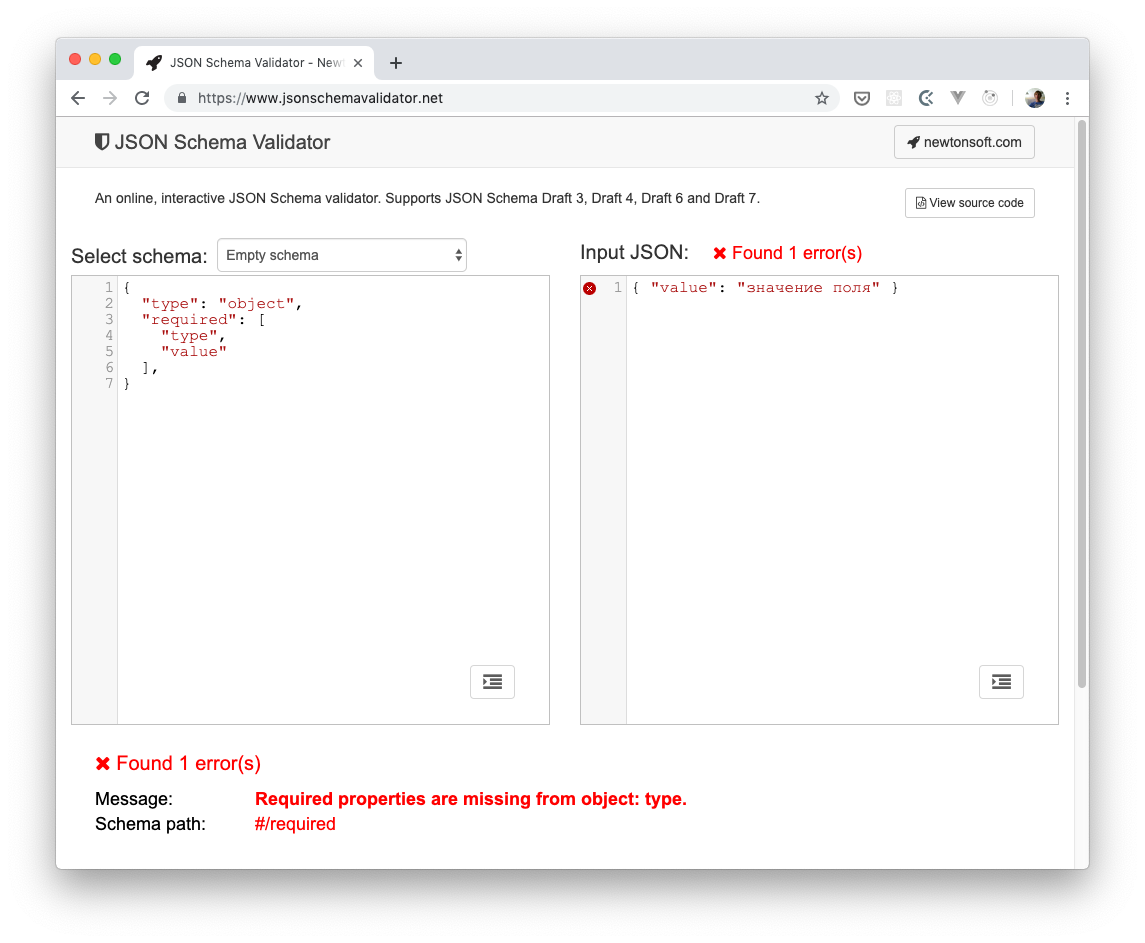 JSON Schema Validator - Newt
https://www.jsonschemavalidator.net
JSON Schema Validator
newtonsoft.com
An online, interactive JSON Schema validator. Supports JSON Schema Draft 3, Draft 4, Draft 6 and Draft 7.
View source code
Select schema:
Empty schema
1 {
2 "type": "object",
3 "required": [
4 "type",
5 "value"
6 ],
7 }
Input JSON:
Found 1 error(s)
1 { "value": "значение поля" }
Found 1 error(s)
Message: Required properties are missing from object: type.
Schema path: #/required